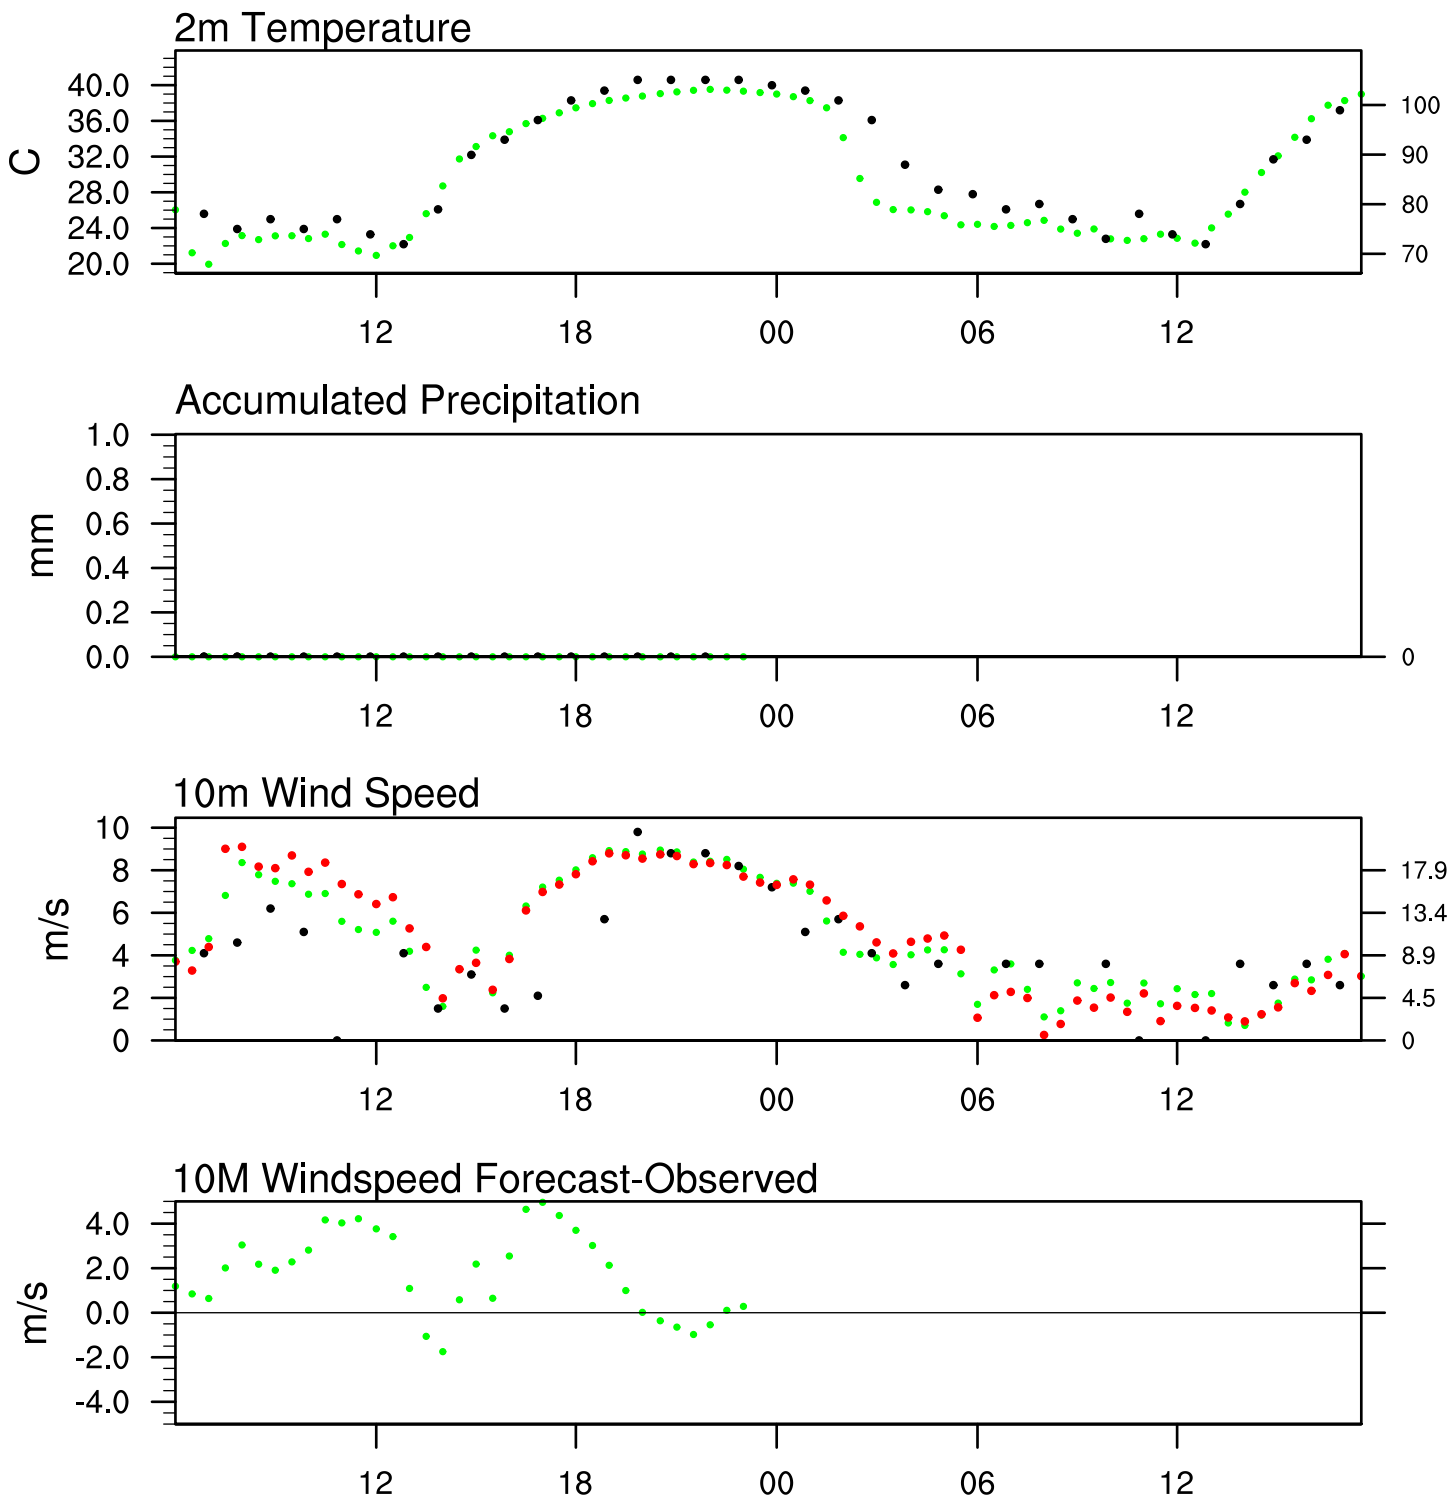 2m Temperature
40.0
36.0
32.0
28.0
24.0
20.0
C
100
90
80
70
12 18 00 06 12
Accumulated Precipitation
1.0
0.8
0.6
0.4
0.2
0.0
mm
0
12 18 00 06 12
10m Wind Speed
10
8
6
4
2
0
m/s
17.9
13.4
8.9
4.5
0
12 18 00 06 12
10M Windspeed Forecast-Observed
4.0
2.0
0.0
-2.0
-4.0
m/s
12 18 00 06 12